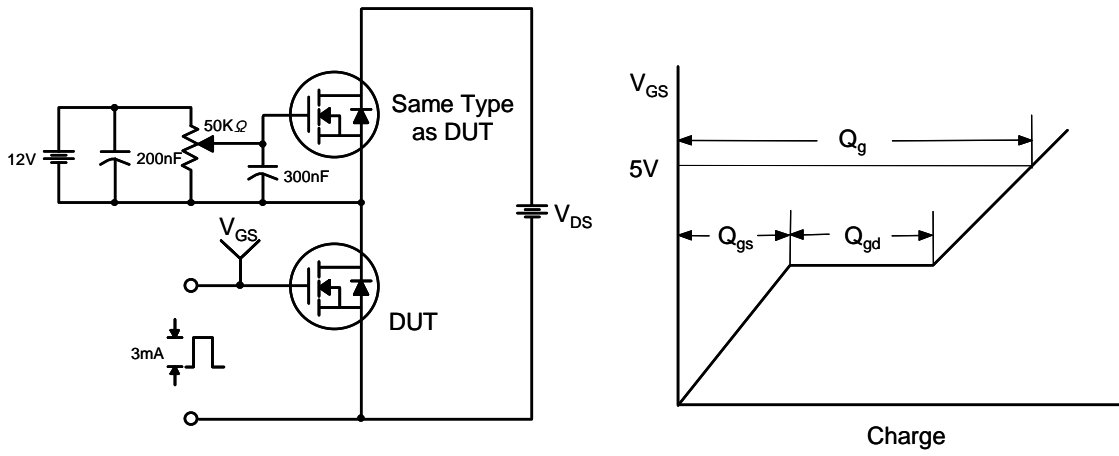 12V
200nF
50KΩ
300nF
Same Type
as DUT
V_DS
V_GS
DUT
3mA
V_GS
5V
Q_g
Q_gs
Q_gd
Charge